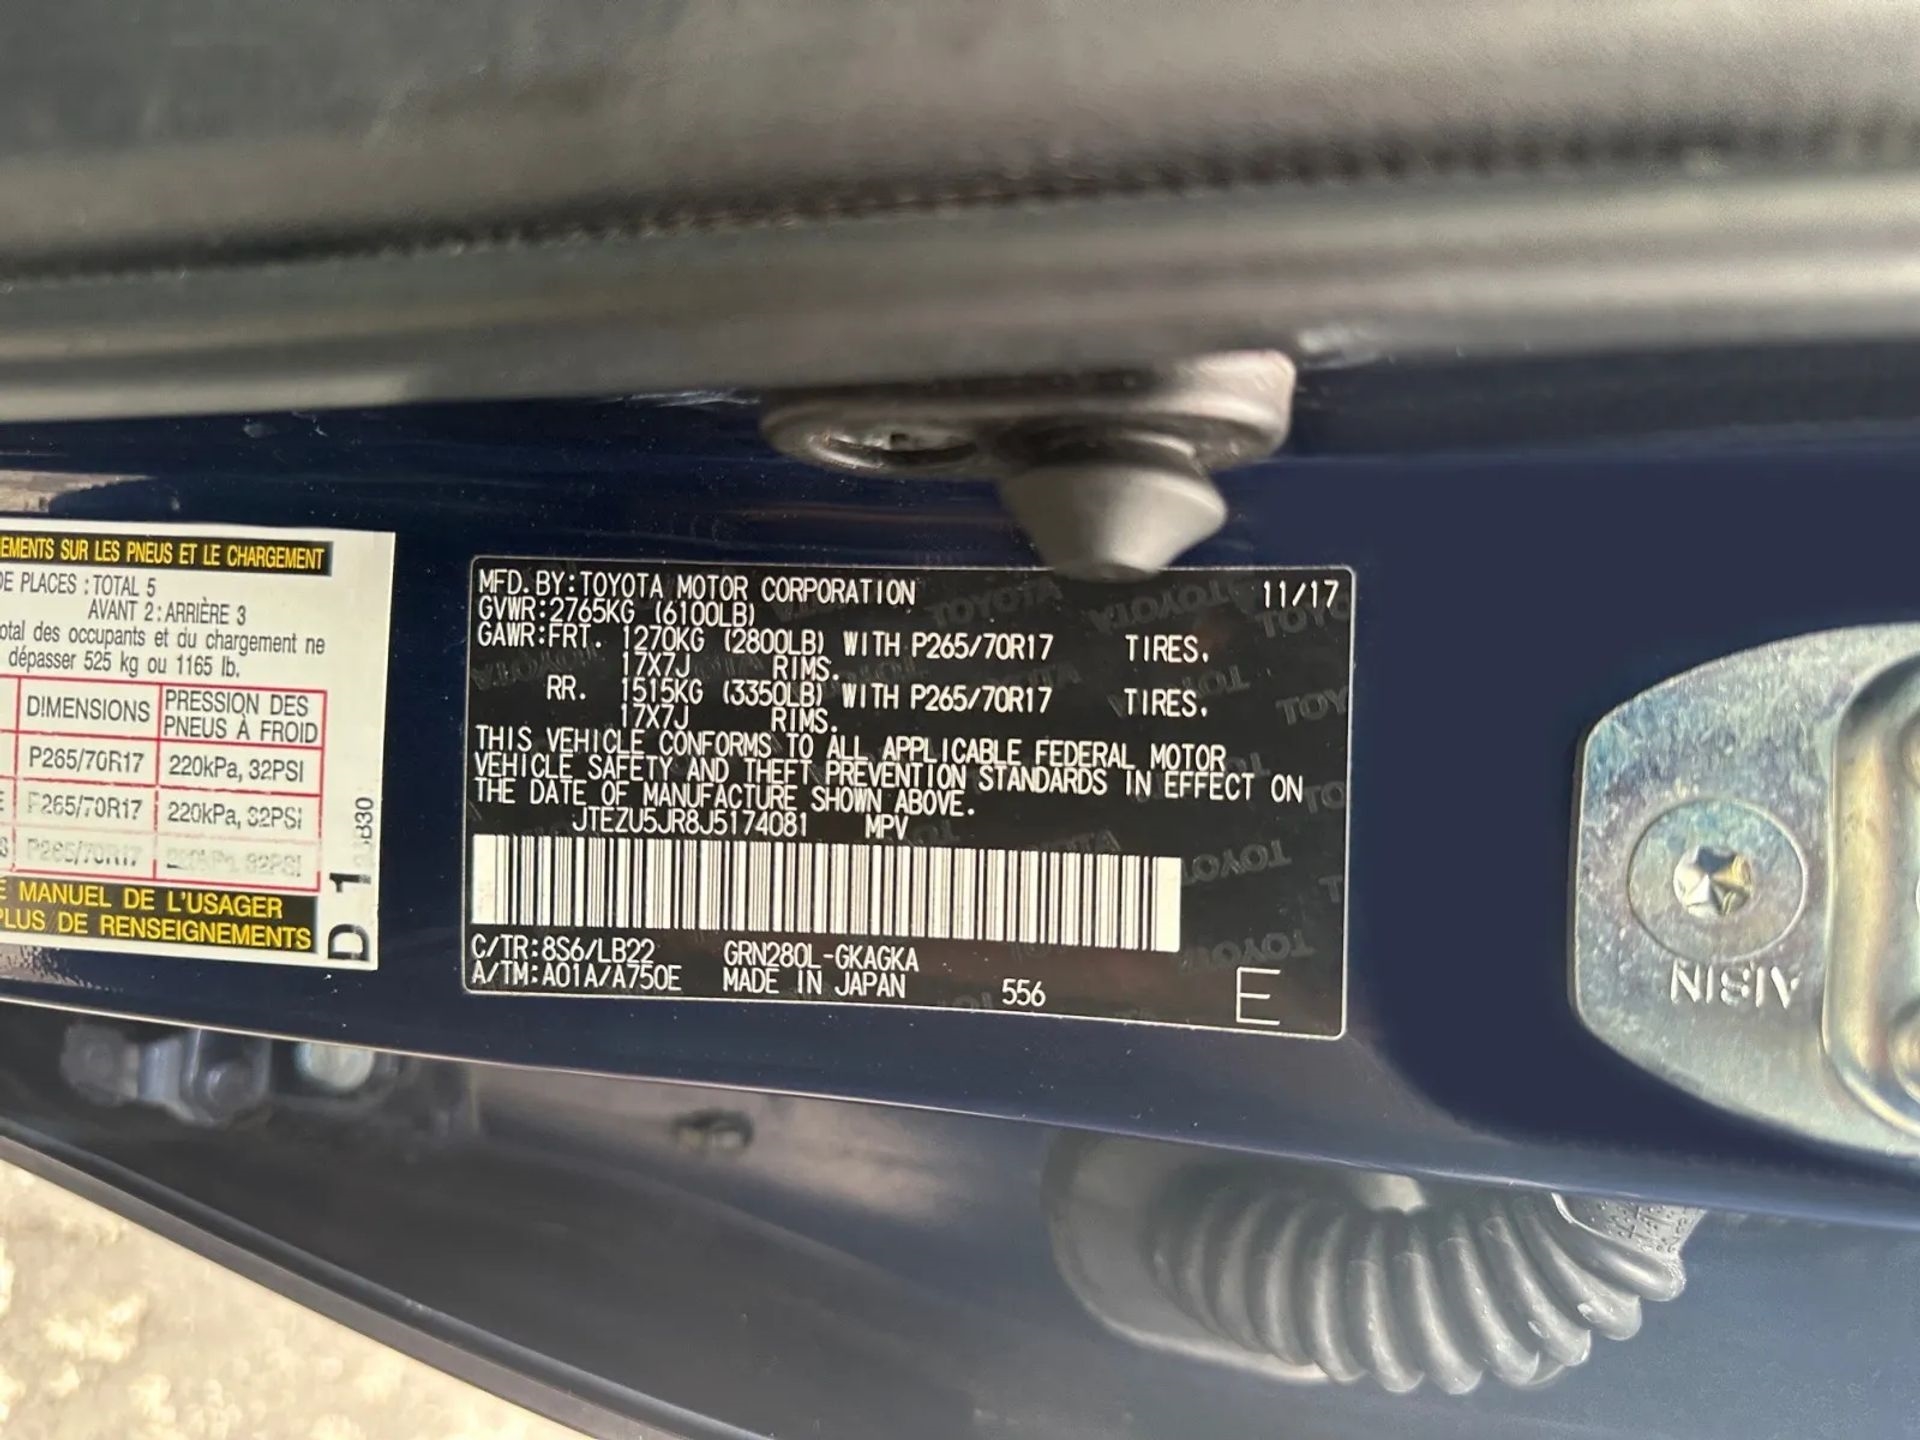 EMENTS SUR LES PNEUS ET LE CHARGEMENT
DE PLACES : TOTAL 5
AVANT 2 : ARRIÈRE 3
otal des occupants et du chargement ne
dépasser 525 kg ou 1165 lb.
DIMENSIONS PRESSION DES
PNEUS À FROID
P265/70R17 220kPa, 32PSI
P265/70R17 220kPa, 32PSI
P265/70R17 32PSI
E MANUEL DE L'USAGER
PLUS DE RENSEIGNEMENTS
D 1
MFD. BY: TOYOTA MOTOR CORPORATION 11/17
GVWR: 2765KG (6100LB)
GAWR: FRT. 1270KG (2800LB) WITH P265/70R17 TIRES.
17X7J RIMS.
RR. 1515KG (3350LB) WITH P265/70R17 TIRES.
17X7J RIMS.
THIS VEHICLE CONFORMS TO ALL APPLICABLE FEDERAL MOTOR
VEHICLE SAFETY AND THEFT PREVENTION STANDARDS IN EFFECT ON
THE DATE OF MANUFACTURE SHOWN ABOVE.
JTEZU5JR8J5174081 MPV
C/TR: 8S6/LB22 GRN280L-GKAGKA
A/TM: A01A/A750E MADE IN JAPAN 556 E
AISIN